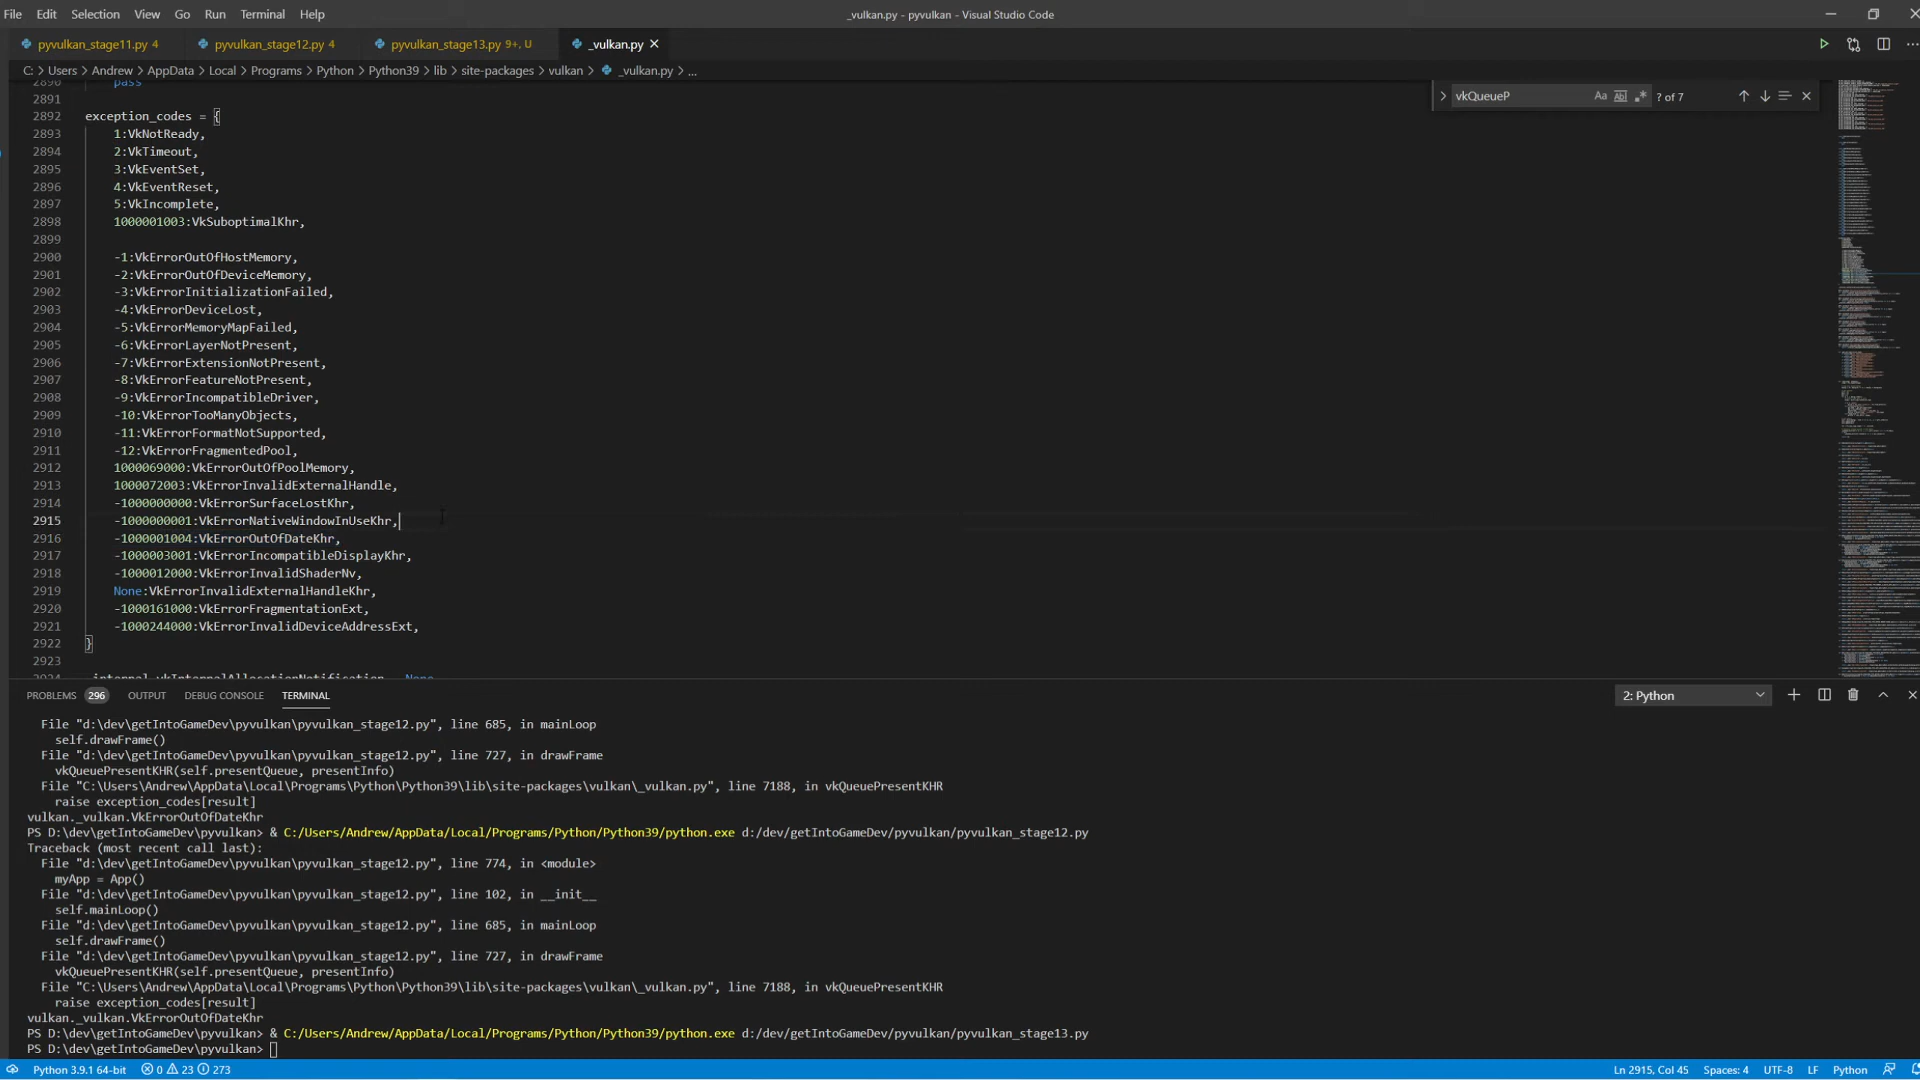 File Edit Selection View Go Run Terminal Help
_vulkan.py - pyvulkan - Visual Studio Code
pyvulkan_stage11.py 4
pyvulkan_stage12.py 4
pyvulkan_stage13.py 9+, U
_vulkan.py
C: > Users > Andrew > AppData > Local > Programs > Python > Python39 > lib > site-packages > vulkan > _vulkan.py > ...
vkQueueP
Aa
? of 7
2890 pass
2891
2892 exception_codes = {
2893 1:VkNotReady,
2894 2:VkTimeout,
2895 3:VkEventSet,
2896 4:VkEventReset,
2897 5:VkIncomplete,
2898 1000001003:VkSuboptimalKhr,
2899
2900 -1:VkErrorOutOfHostMemory,
2901 -2:VkErrorOutOfDeviceMemory,
2902 -3:VkErrorInitializationFailed,
2903 -4:VkErrorDeviceLost,
2904 -5:VkErrorMemoryMapFailed,
2905 -6:VkErrorLayerNotPresent,
2906 -7:VkErrorExtensionNotPresent,
2907 -8:VkErrorFeatureNotPresent,
2908 -9:VkErrorIncompatibleDriver,
2909 -10:VkErrorTooManyObjects,
2910 -11:VkErrorFormatNotSupported,
2911 -12:VkErrorFragmentedPool,
2912 1000069000:VkErrorOutOfPoolMemory,
2913 1000072003:VkErrorInvalidExternalHandle,
2914 -1000000000:VkErrorSurfaceLostKhr,
2915 -1000000001:VkErrorNativeWindowInUseKhr,
2916 -1000001004:VkErrorOutOfDateKhr,
2917 -1000003001:VkErrorIncompatibleDisplayKhr,
2918 -1000012000:VkErrorInvalidShaderNv,
2919 None:VkErrorInvalidExternalHandleKhr,
2920 -1000161000:VkErrorFragmentationExt,
2921 -1000244000:VkErrorInvalidDeviceAddressExt,
2922 }
2923
2924 _internal_vkInternalAllocationNotification = None
PROBLEMS 296 OUTPUT DEBUG CONSOLE TERMINAL
2: Python
File "d:\dev\getIntoGameDev\pyvulkan\pyvulkan_stage12.py", line 685, in mainLoop
self.drawFrame()
File "d:\dev\getIntoGameDev\pyvulkan\pyvulkan_stage12.py", line 727, in drawFrame
vkQueuePresentKHR(self.presentQueue, presentInfo)
File "C:\Users\Andrew\AppData\Local\Programs\Python\Python39\lib\site-packages\vulkan\_vulkan.py", line 7188, in vkQueuePresentKHR
raise exception_codes[result]
vulkan._vulkan.VkErrorOutOfDateKhr
PS D:\dev\getIntoGameDev\pyvulkan> & C:/Users/Andrew/AppData/Local/Programs/Python/Python39/python.exe d:/dev/getIntoGameDev/pyvulkan/pyvulkan_stage12.py
Traceback (most recent call last):
File "d:\dev\getIntoGameDev\pyvulkan\pyvulkan_stage12.py", line 774, in <module>
myApp = App()
File "d:\dev\getIntoGameDev\pyvulkan\pyvulkan_stage12.py", line 102, in __init__
self.mainLoop()
File "d:\dev\getIntoGameDev\pyvulkan\pyvulkan_stage12.py", line 685, in mainLoop
self.drawFrame()
File "d:\dev\getIntoGameDev\pyvulkan\pyvulkan_stage12.py", line 727, in drawFrame
vkQueuePresentKHR(self.presentQueue, presentInfo)
File "C:\Users\Andrew\AppData\Local\Programs\Python\Python39\lib\site-packages\vulkan\_vulkan.py", line 7188, in vkQueuePresentKHR
raise exception_codes[result]
vulkan._vulkan.VkErrorOutOfDateKhr
PS D:\dev\getIntoGameDev\pyvulkan> & C:/Users/Andrew/AppData/Local/Programs/Python/Python39/python.exe d:/dev/getIntoGameDev/pyvulkan/pyvulkan_stage13.py
PS D:\dev\getIntoGameDev\pyvulkan>
Python 3.9.1 64-bit 0 23 273
Ln 2915, Col 45 Spaces: 4 UTF-8 LF Python